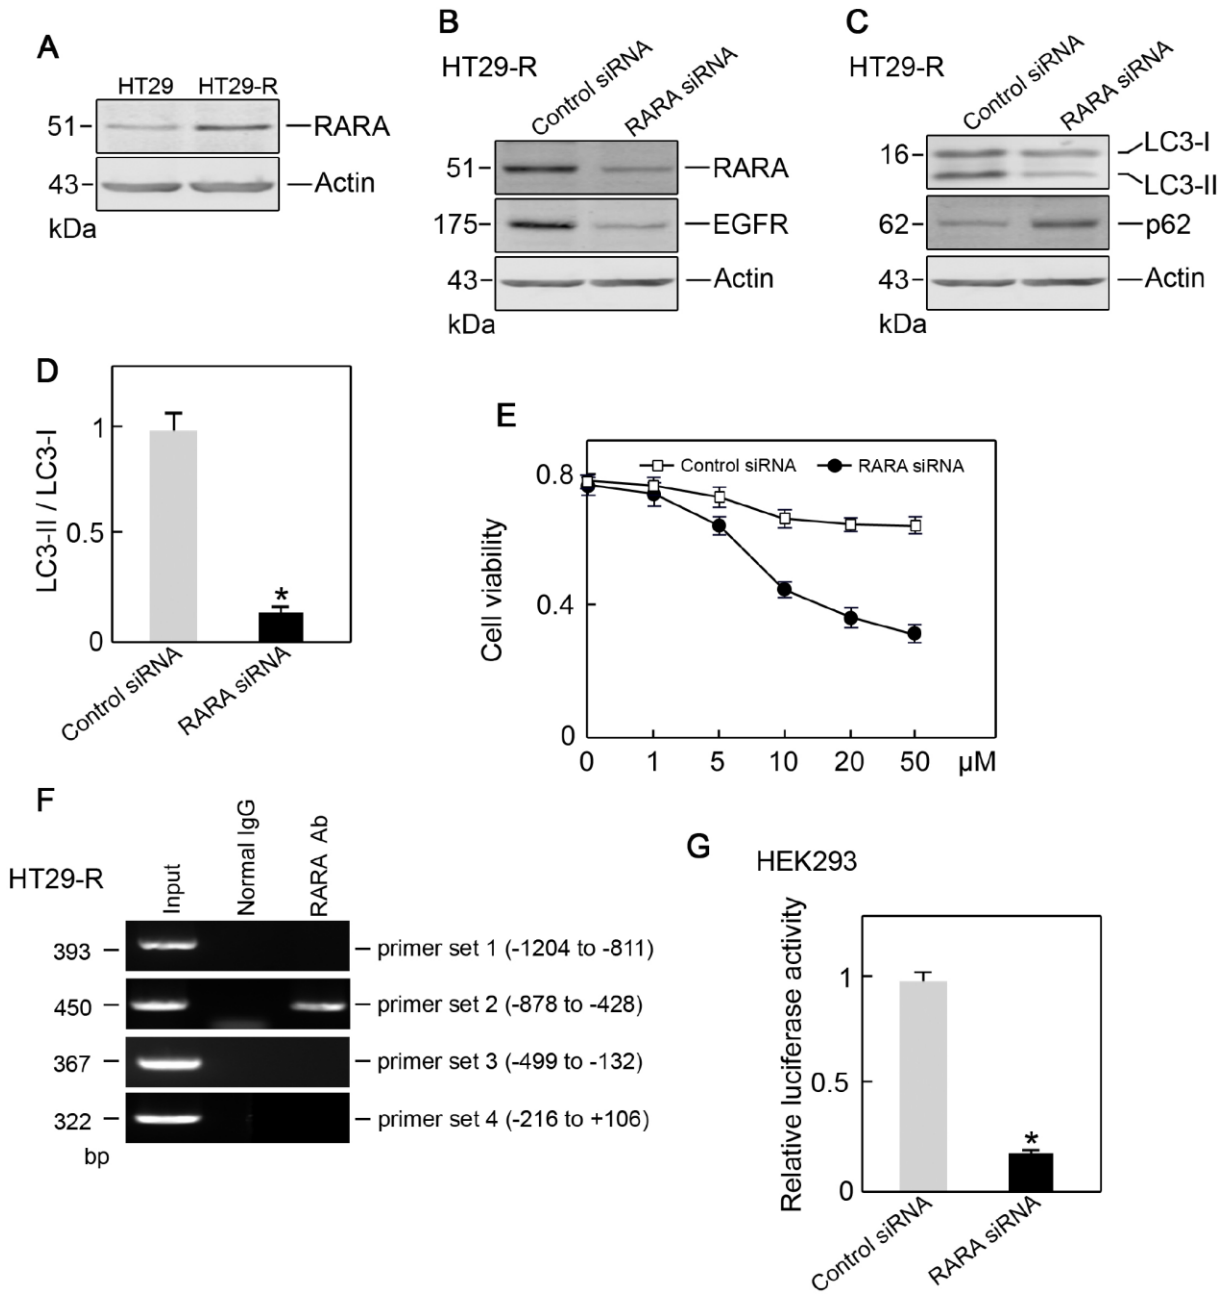 A
HT29 HT29-R
51 RARA
43 Actin
kDa
B
HT29-R
Control siRNA
RARA siRNA
51 RARA
175 EGFR
43 Actin
kDa
C
HT29-R
Control siRNA
RARA siRNA
16 LC3-I
LC3-II
62 p62
43 Actin
kDa
D
LC3-II / LC3-I
1
0.5
0
*
Control siRNA
RARA siRNA
E
Cell viability
Control siRNA RARA siRNA
0.8
0.4
0
0 1 5 10 20 50 µM
F
HT29-R
Input
Normal IgG
RARA Ab
393 primer set 1 (-1204 to -811)
450 primer set 2 (-878 to -428)
367 primer set 3 (-499 to -132)
322 primer set 4 (-216 to +106)
bp
G
HEK293
Relative luciferase activity
1
0.5
0
*
Control siRNA
RARA siRNA